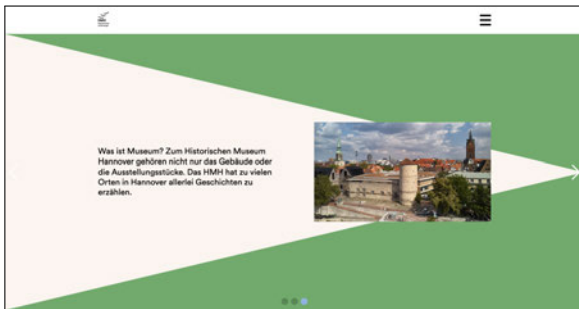 Was ist Museum? Zum Historischen Museum
Hannover gehören nicht nur das Gebäude oder
die Ausstellungsstücke. Das HMH hat zu vielen
Orten in Hannover allerlei Geschichten zu
erzählen.